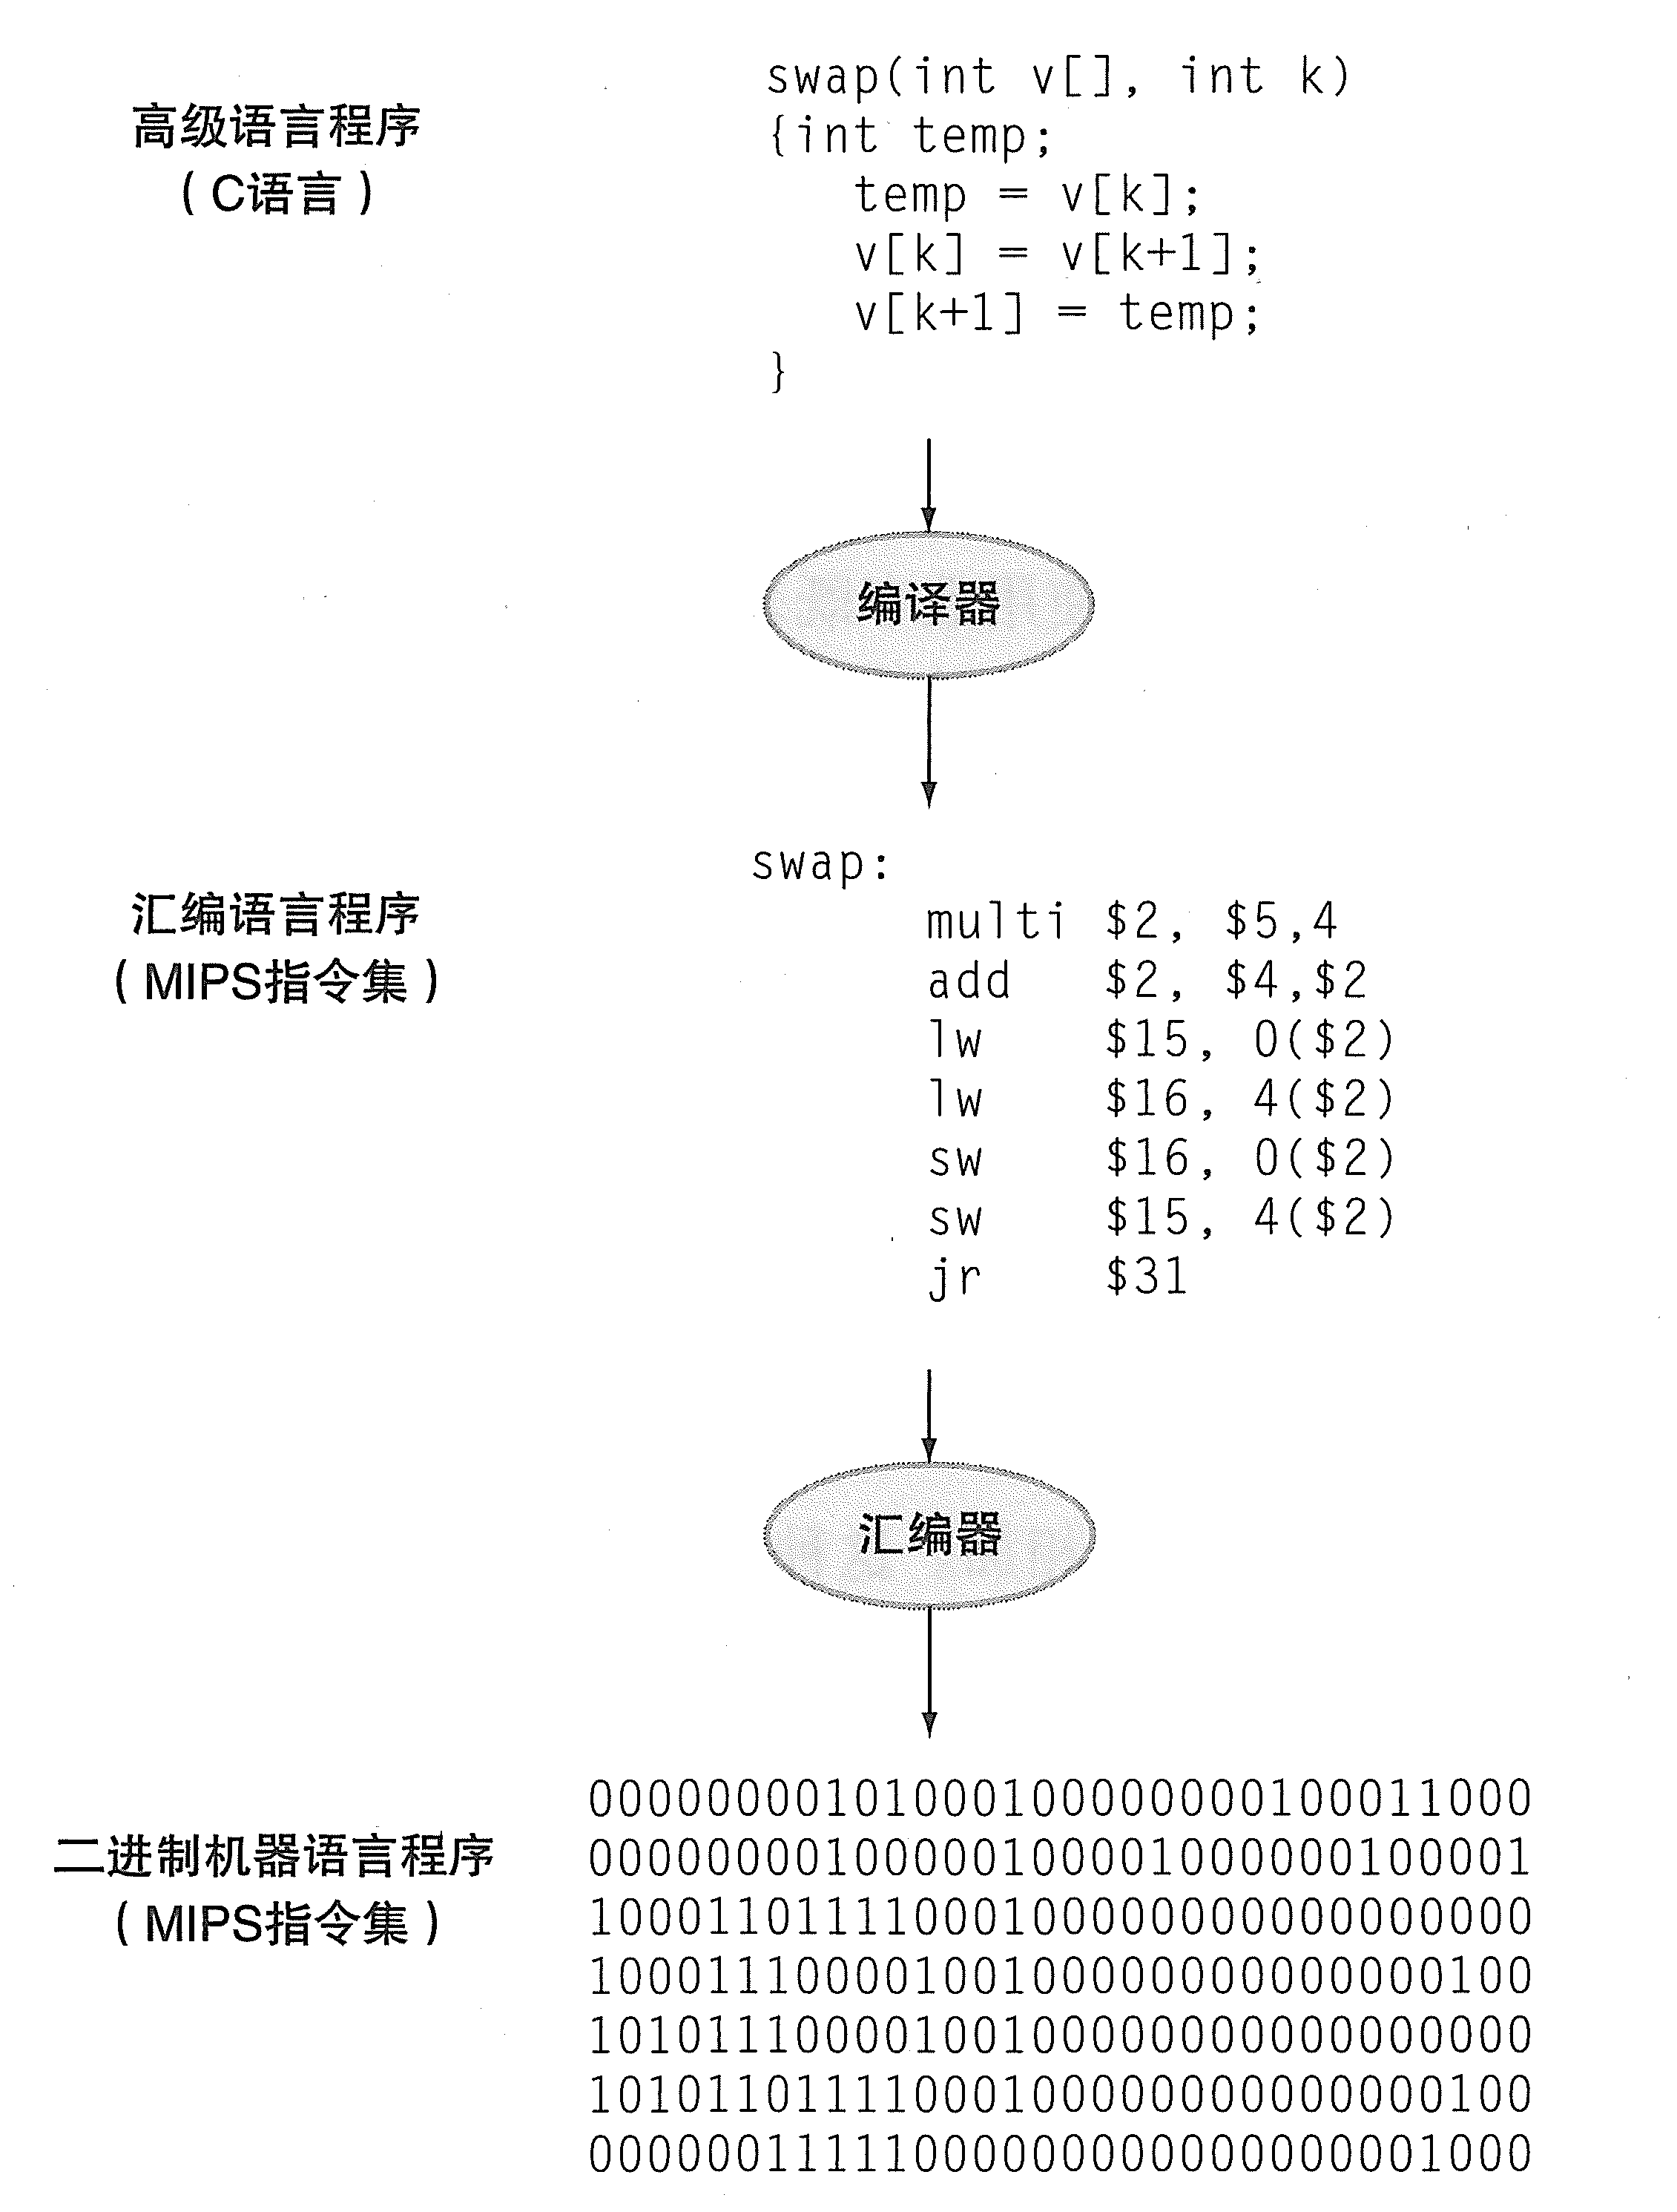 高级语言程序
（C语言）
swap(int v[], int k)
{int temp;
temp = v[k];
v[k] = v[k+1];
v[k+1] = temp;
}
编译器
汇编语言程序
（MIPS指令集）
swap:
multi $2, $5,4
add $2, $4,$2
lw $15, 0($2)
lw $16, 4($2)
sw $16, 0($2)
sw $15, 4($2)
jr $31
汇编器
二进制机器语言程序
（MIPS指令集）
00000000101000100000000100011000
00000000100000100001000000100001
10001101111000100000000000000000
10001110000100100000000000000100
10101110000100100000000000000000
10101101111000100000000000000100
00000011111000000000000000001000